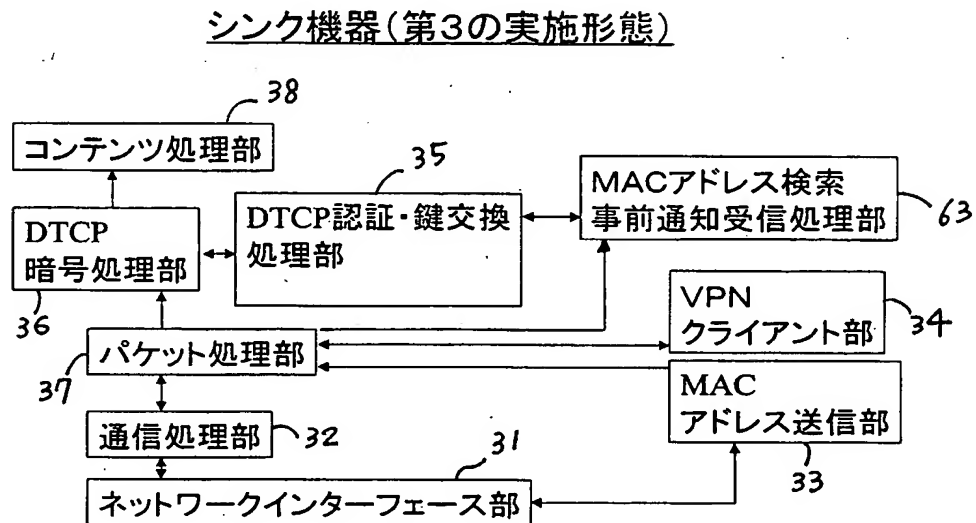 シンク機器(第3の実施形態)
38
コンテンツ処理部
35
MACアドレス検索
事前通知受信処理部
63
DTCP認証・鍵交換
処理部
DTCP
暗号処理部
36
VPN
クライアント部
34
パケット処理部
37
MAC
アドレス送信部
33
通信処理部
32
31
ネットワークインターフェース部